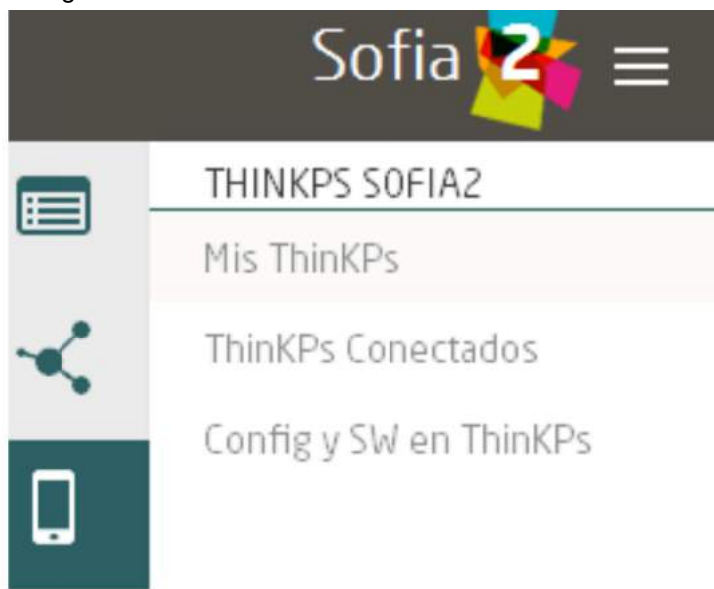 Sofia 2
THINKPS SOFIA2
Mis ThinKPs
ThinKPs Conectados
Config y SW en ThinKPs